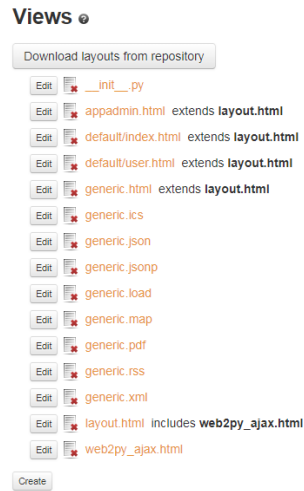 Views
Download layouts from repository
Edit __init__.py
Edit appadmin.html extends layout.html
Edit default/index.html extends layout.html
Edit default/user.html extends layout.html
Edit generic.html extends layout.html
Edit generic.ics
Edit generic.json
Edit generic.jsonp
Edit generic.load
Edit generic.map
Edit generic.pdf
Edit generic.rss
Edit generic.xml
Edit layout.html includes web2py_ajax.html
Edit web2py_ajax.html
Create